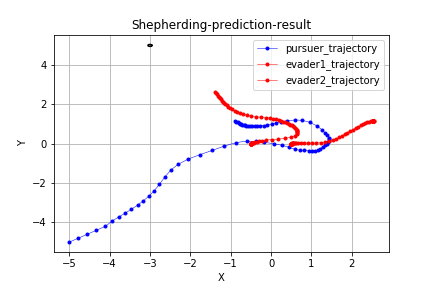 Shepherding-prediction-result
pursuer_trajectory
evader1_trajectory
evader2_trajectory
4
2
0
−2
−4
Y
−5 −4 −3 −2 −1 0 1 2
X